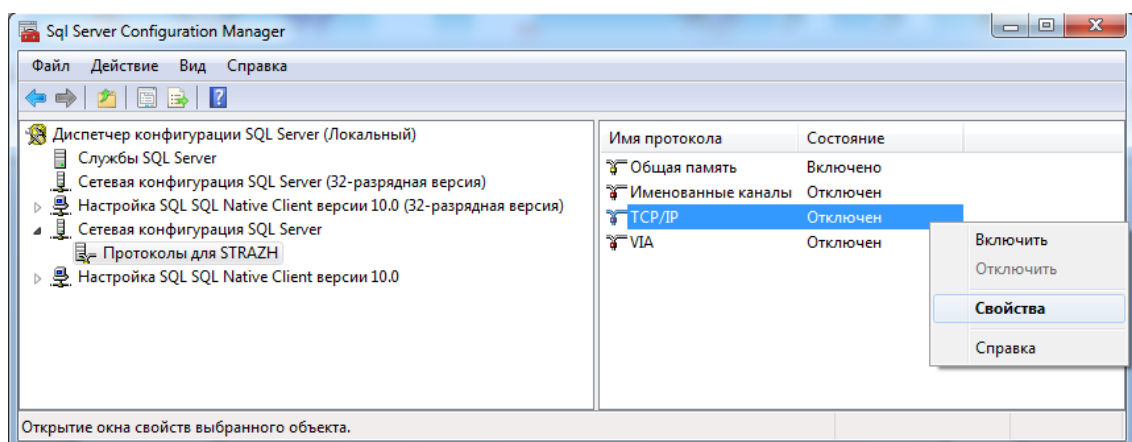 Sql Server Configuration Manager
Файл Действие Вид Справка
Диспетчер конфигурации SQL Server (Локальный)
Службы SQL Server
Сетевая конфигурация SQL Server (32-разрядная версия)
Настройка SQL SQL Native Client версии 10.0 (32-разрядная версия)
Сетевая конфигурация SQL Server
Протоколы для STRAZH
Настройка SQL SQL Native Client версии 10.0
Имя протокола Состояние
Общая память Включено
Именованные каналы Отключен
TCP/IP Отключен
VIA Отключен
Включить
Отключить
Свойства
Справка
Открытие окна свойств выбранного объекта.